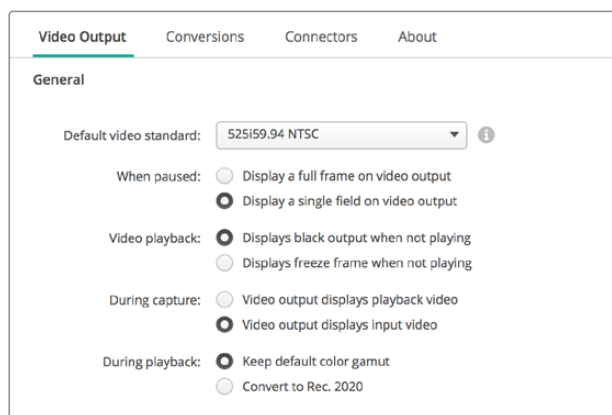 Video Output Conversions Connectors About
General
Default video standard: 525i59.94 NTSC
When paused: Display a full frame on video output
Display a single field on video output
Video playback: Displays black output when not playing
Displays freeze frame when not playing
During capture: Video output displays playback video
Video output displays input video
During playback: Keep default color gamut
Convert to Rec. 2020